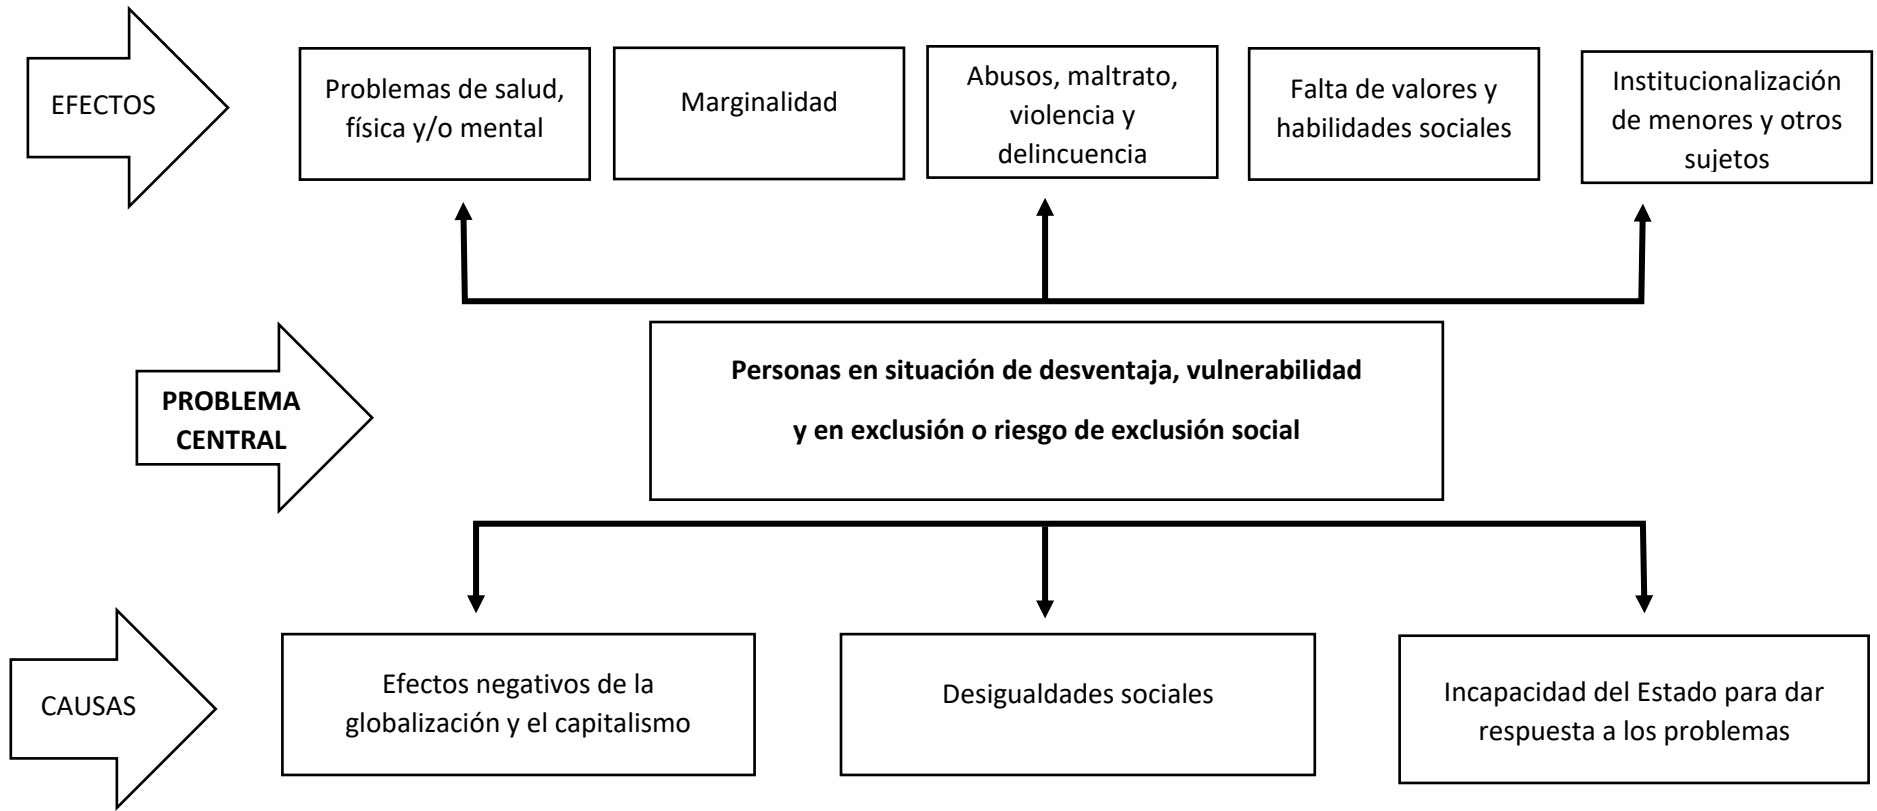 EFECTOS
Problemas de salud,
física y/o mental
Marginalidad
Abusos, maltrato,
violencia y
delincuencia
Falta de valores y
habilidades sociales
Institucionalización
de menores y otros
sujetos
PROBLEMA
CENTRAL
Personas en situación de desventaja, vulnerabilidad
y en exclusión o riesgo de exclusión social
CAUSAS
Efectos negativos de la
globalización y el capitalismo
Desigualdades sociales
Incapacidad del Estado para dar
respuesta a los problemas